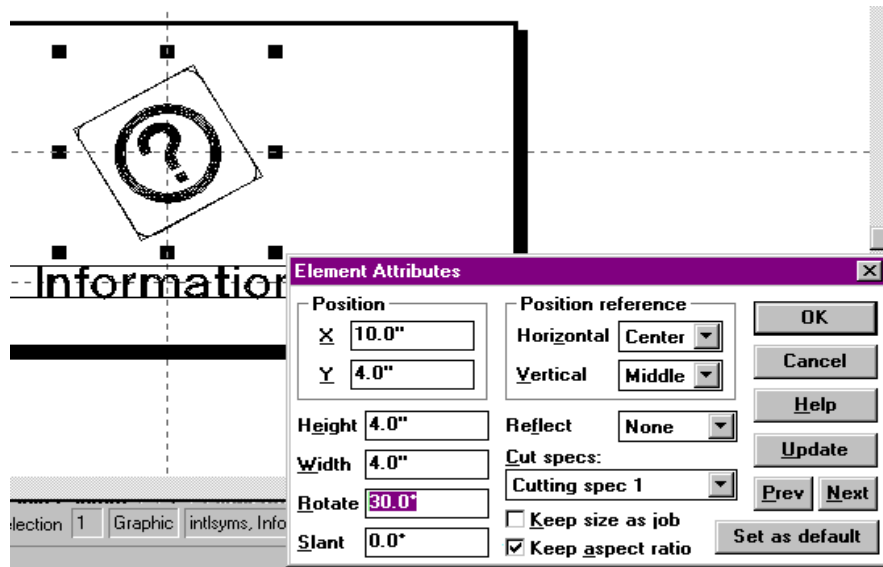 ?
Information
Element Attributes
Position
X 10.0"
Y 4.0"
Position reference
Horizontal Center
Vertical Middle
OK
Cancel
Help
Update
Prev Next
Set as default
Height 4.0"
Width 4.0"
Rotate 30.0°
Slant 0.0°
Reflect None
Cut specs:
Cutting spec 1
Keep size as job
Keep aspect ratio
election 1 Graphic intlsyms, Info